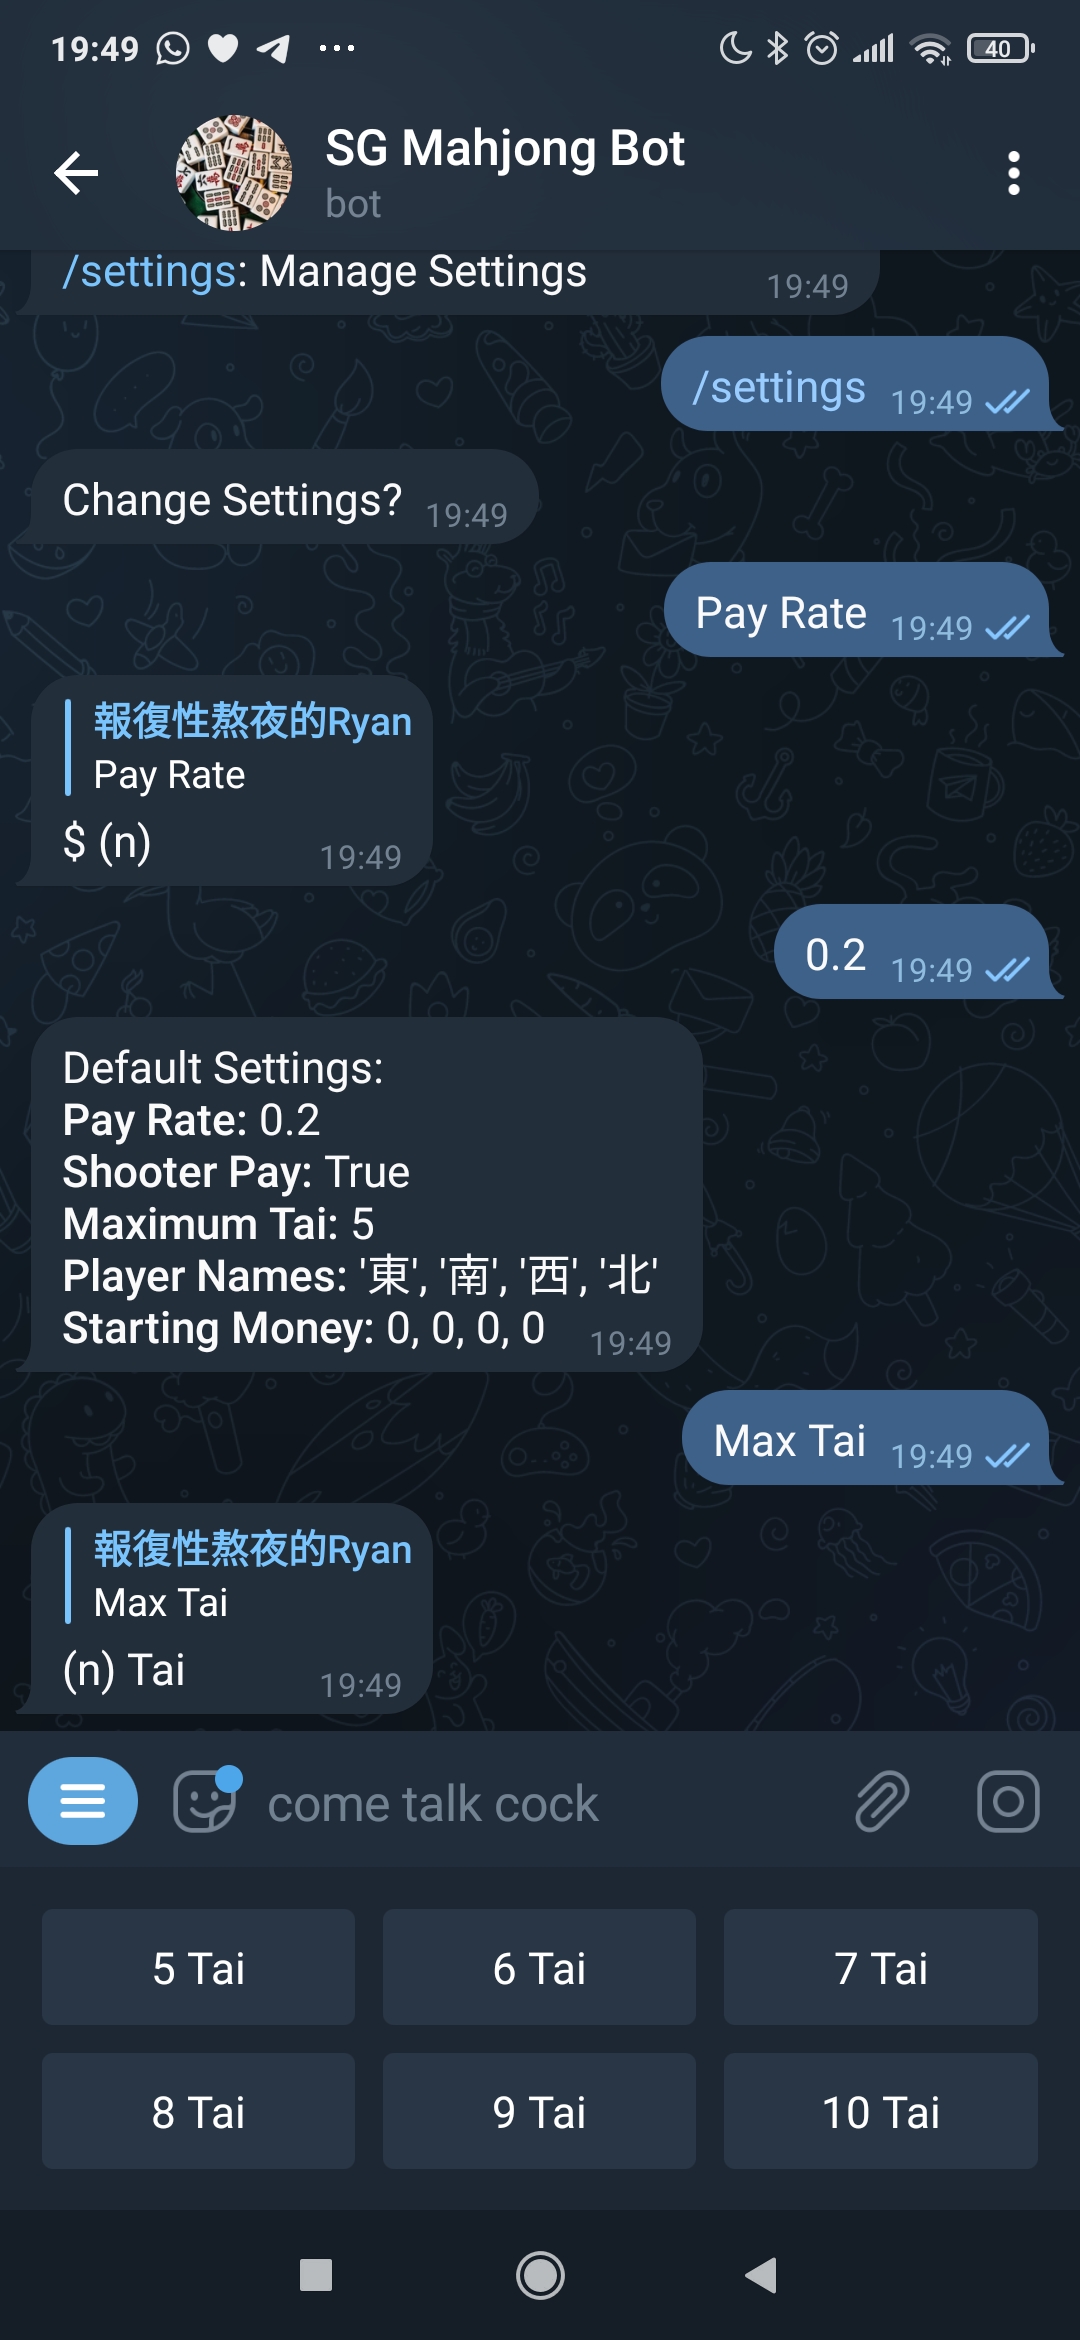 19:49
40
SG Mahjong Bot
bot
/settings: Manage Settings 19:49
/settings 19:49
Change Settings? 19:49
Pay Rate 19:49
報復性熬夜的Ryan
Pay Rate
$ (n) 19:49
0.2 19:49
Default Settings:
Pay Rate: 0.2
Shooter Pay: True
Maximum Tai: 5
Player Names: '東', '南', '西', '北'
Starting Money: 0, 0, 0, 0 19:49
Max Tai 19:49
報復性熬夜的Ryan
Max Tai
(n) Tai 19:49
come talk cock
5 Tai 6 Tai 7 Tai
8 Tai 9 Tai 10 Tai